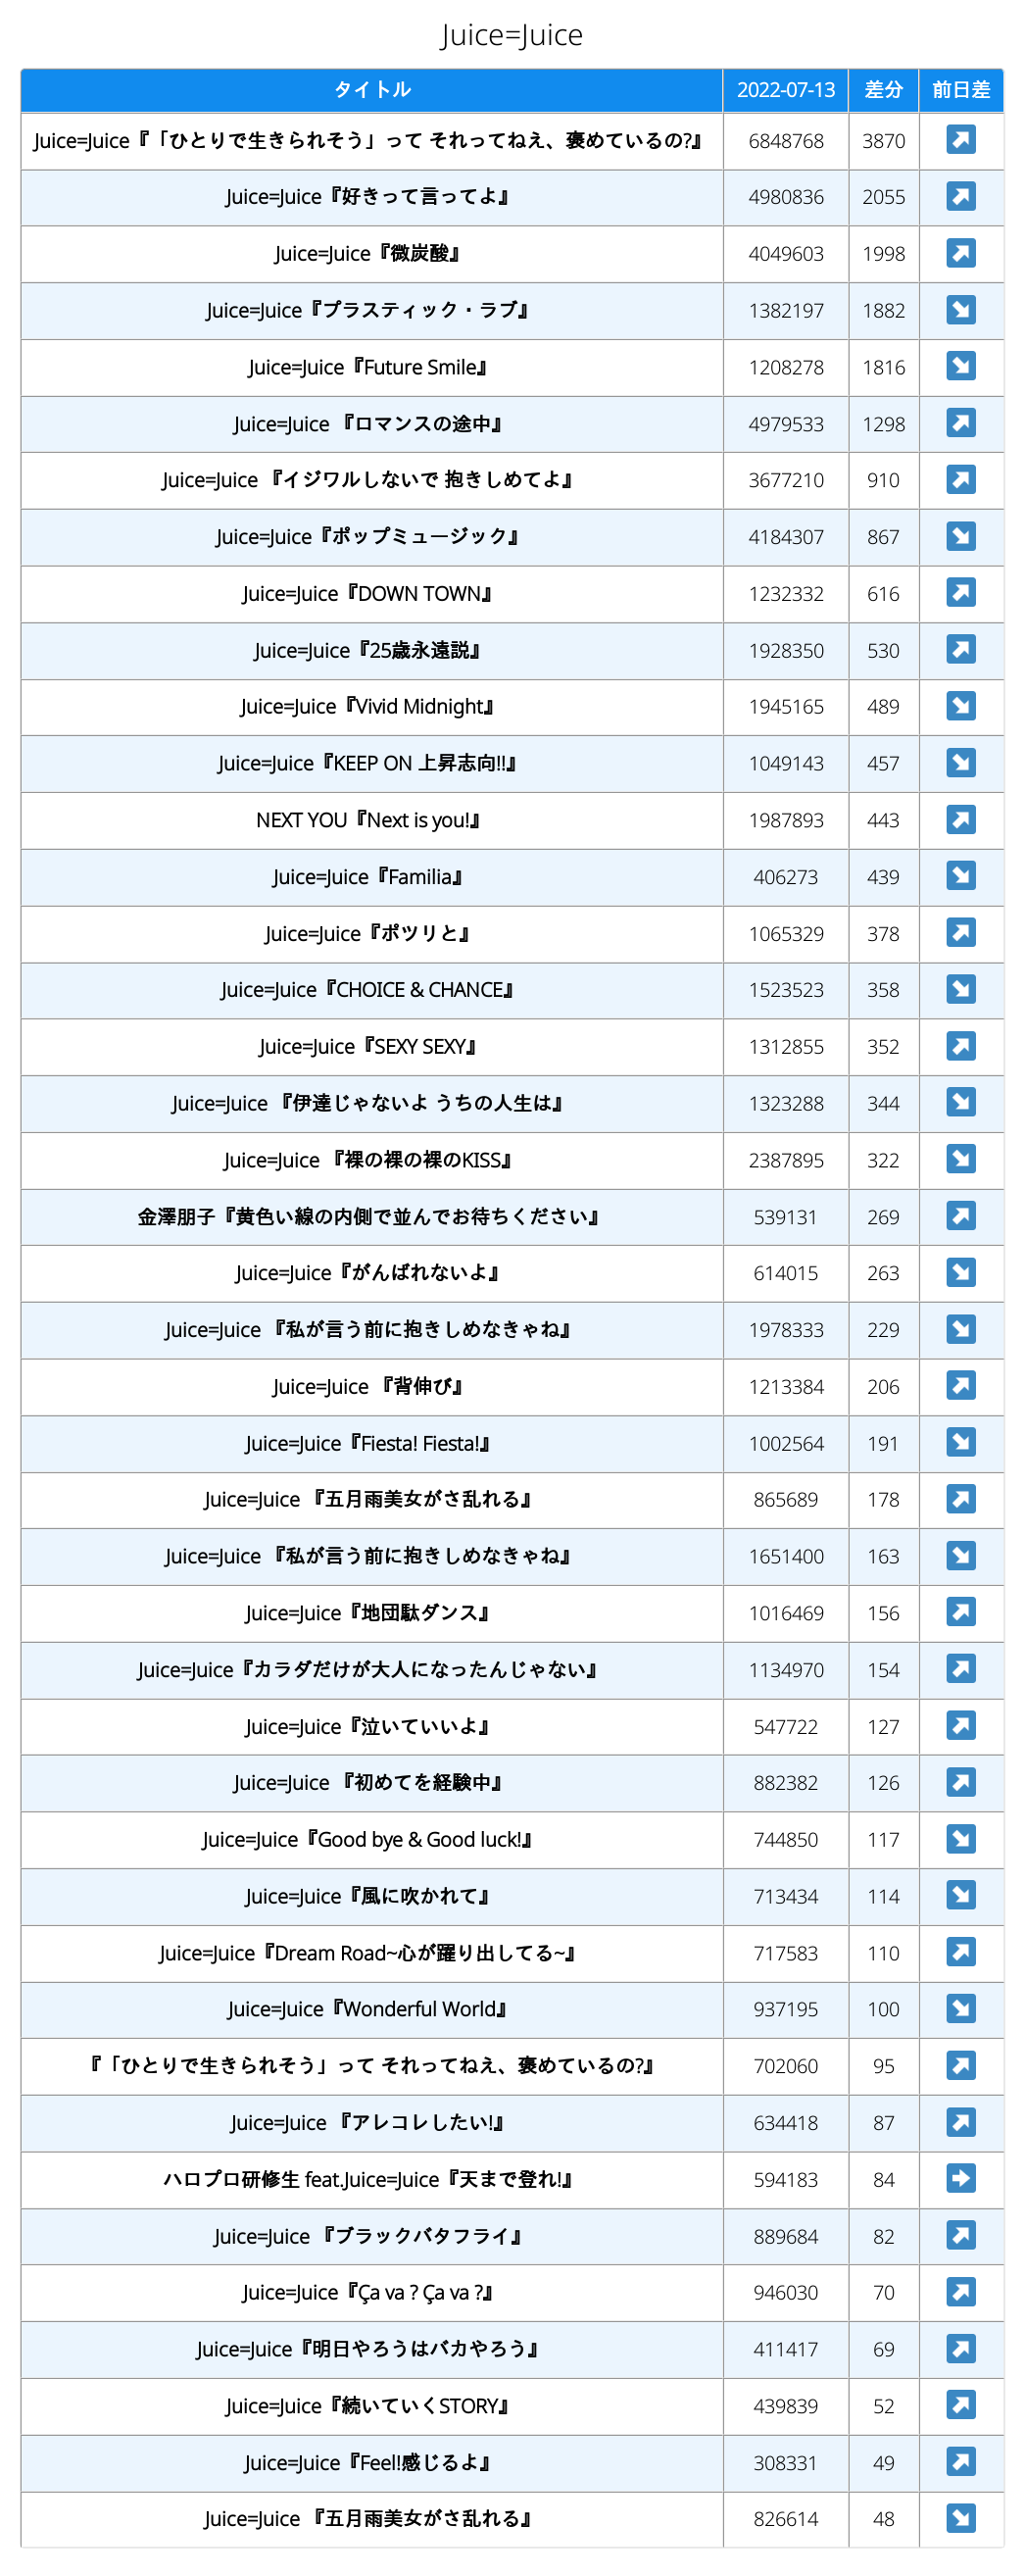 Juice=Juice
タイトル 2022-07-13 差分 前日差
Juice=Juice『「ひとりで生きられそう」って それってねえ、褒めているの?』 6848768 3870 ↗
Juice=Juice『好きって言ってよ』 4980836 2055 ↗
Juice=Juice『微炭酸』 4049603 1998 ↗
Juice=Juice『プラスティック・ラブ』 1382197 1882 ↘
Juice=Juice『Future Smile』 1208278 1816 ↘
Juice=Juice 『ロマンスの途中』 4979533 1298 ↗
Juice=Juice 『イジワルしないで 抱きしめてよ』 3677210 910 ↗
Juice=Juice『ポップミュージック』 4184307 867 ↘
Juice=Juice『DOWN TOWN』 1232332 616 ↗
Juice=Juice『25歳永遠説』 1928350 530 ↗
Juice=Juice『Vivid Midnight』 1945165 489 ↘
Juice=Juice『KEEP ON 上昇志向!!』 1049143 457 ↘
NEXT YOU『Next is you!』 1987893 443 ↗
Juice=Juice『Familia』 406273 439 ↘
Juice=Juice『ポツリと』 1065329 378 ↗
Juice=Juice『CHOICE & CHANCE』 1523523 358 ↘
Juice=Juice『SEXY SEXY』 1312855 352 ↗
Juice=Juice 『伊達じゃないよ うちの人生は』 1323288 344 ↘
Juice=Juice 『裸の裸の裸のKISS』 2387895 322 ↘
金澤朋子『黄色い線の内側で並んでお待ちください』 539131 269 ↗
Juice=Juice『がんばれないよ』 614015 263 ↘
Juice=Juice 『私が言う前に抱きしめなきゃね』 1978333 229 ↘
Juice=Juice 『背伸び』 1213384 206 ↗
Juice=Juice『Fiesta! Fiesta!』 1002564 191 ↘
Juice=Juice 『五月雨美女がさ乱れる』 865689 178 ↗
Juice=Juice 『私が言う前に抱きしめなきゃね』 1651400 163 ↘
Juice=Juice『地団駄ダンス』 1016469 156 ↗
Juice=Juice『カラダだけが大人になったんじゃない』 1134970 154 ↗
Juice=Juice『泣いていいよ』 547722 127 ↗
Juice=Juice 『初めてを経験中』 882382 126 ↗
Juice=Juice『Good bye & Good luck!』 744850 117 ↘
Juice=Juice『風に吹かれて』 713434 114 ↘
Juice=Juice『Dream Road~心が躍り出してる~』 717583 110 ↗
Juice=Juice『Wonderful World』 937195 100 ↘
『「ひとりで生きられそう」って それってねえ、褒めているの?』 702060 95 ↗
Juice=Juice 『アレコレしたい!』 634418 87 ↗
ハロプロ研修生 feat.Juice=Juice『天まで登れ!』 594183 84 ➡
Juice=Juice 『ブラックバタフライ』 889684 82 ↗
Juice=Juice『Ça va ? Ça va ?』 946030 70 ↗
Juice=Juice『明日やろうはバカやろう』 411417 69 ↗
Juice=Juice『続いていくSTORY』 439839 52 ↗
Juice=Juice『Feel!感じるよ』 308331 49 ↗
Juice=Juice 『五月雨美女がさ乱れる』 826614 48 ↘